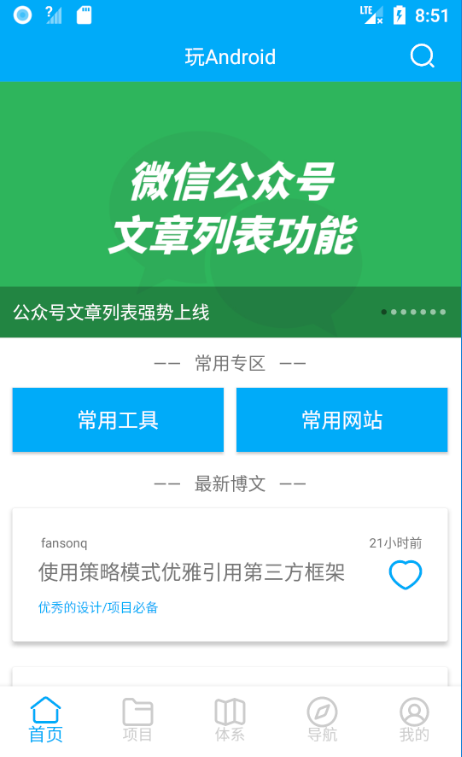 ? LTE 8:51
玩Android
微信公众号
文章列表功能
公众号文章列表强势上线
—— 常用专区 ——
常用工具 常用网站
—— 最新博文 ——
fansonq 21小时前
使用策略模式优雅引用第三方框架
优秀的设计/项目必备
首页 项目 体系 导航 我的